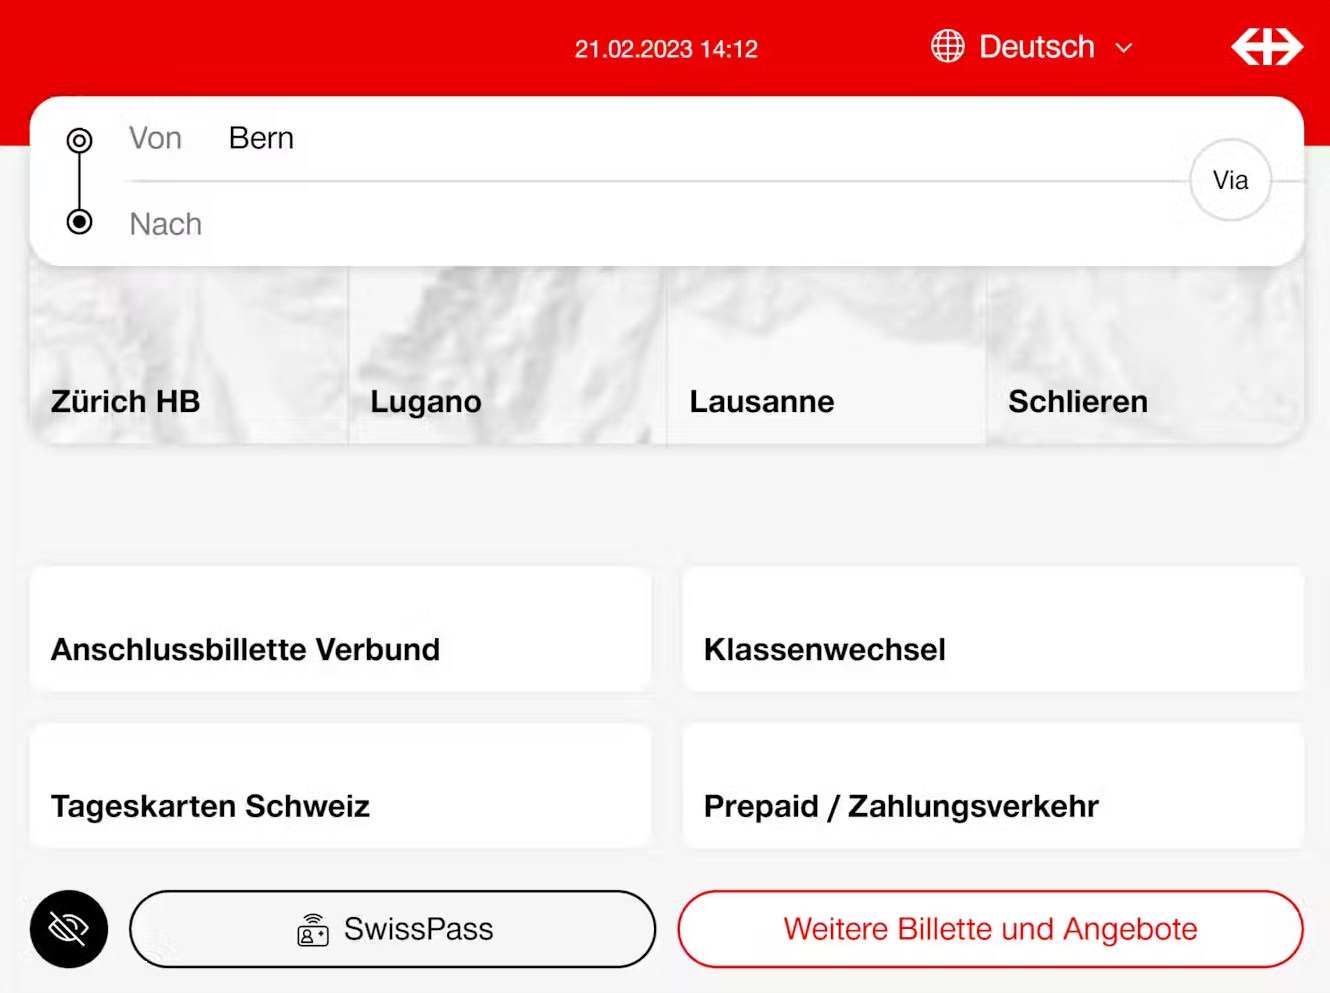 21.02.2023 14:12
Deutsch
Von Bern
Via
Nach
Zürich HB
Lugano
Lausanne
Schlieren
Anschlussbillette Verbund
Klassenwechsel
Tageskarten Schweiz
Prepaid / Zahlungsverkehr
SwissPass
Weitere Billette und Angebote